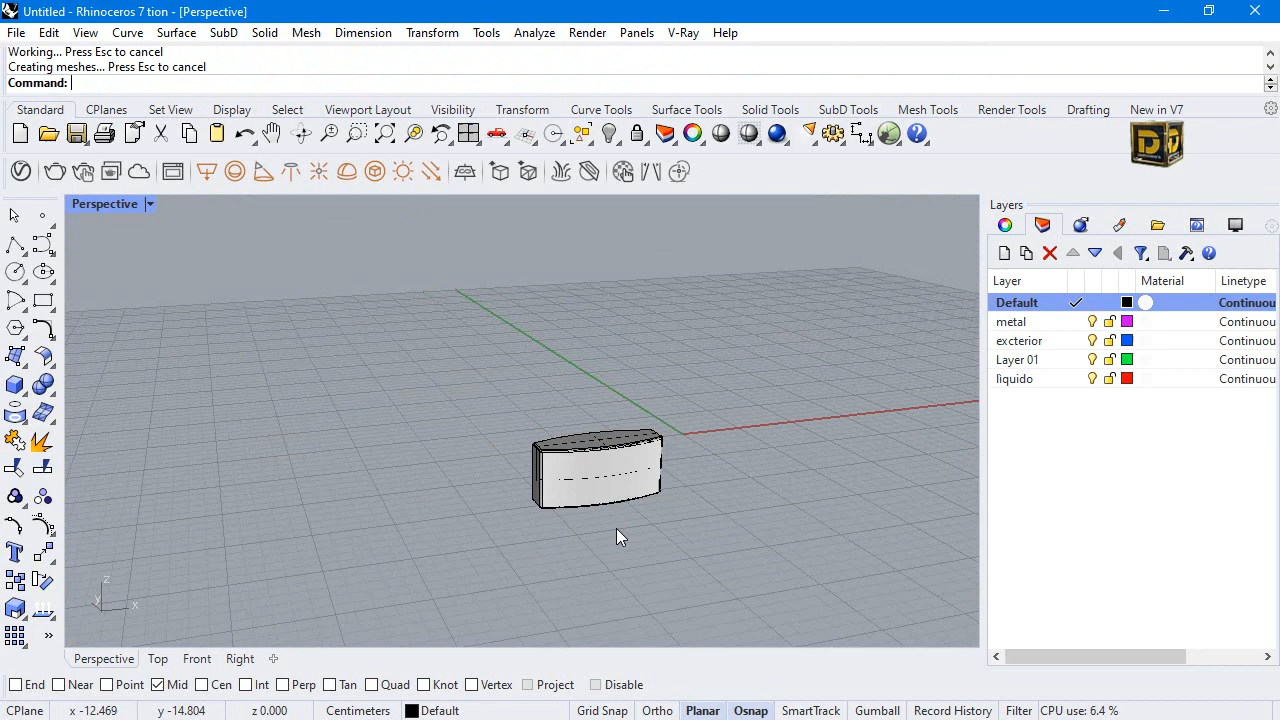 Untitled - Rhinoceros 7 tion - [Perspective]
File Edit View Curve Surface SubD Solid Mesh Dimension Transform Tools Analyze Render Panels V-Ray Help
Working... Press Esc to cancel
Creating meshes... Press Esc to cancel
Command:
Standard CPlanes Set View Display Select Viewport Layout Visibility Transform Curve Tools Surface Tools Solid Tools SubD Tools Mesh Tools Render Tools Drafting New in V7
Perspective
Layers
Layer Material Linetype
Default Continuou
metal Continuou
excterior Continuou
Layer 01 Continuou
liquido Continuou
z
y x
Perspective Top Front Right
End Near Point Mid Cen Int Perp Tan Quad Knot Vertex Project Disable
CPlane x -12.469 y -14.804 z 0.000 Centimeters Default Grid Snap Ortho Planar Osnap SmartTrack Gumball Record History Filter CPU use: 6.4 %